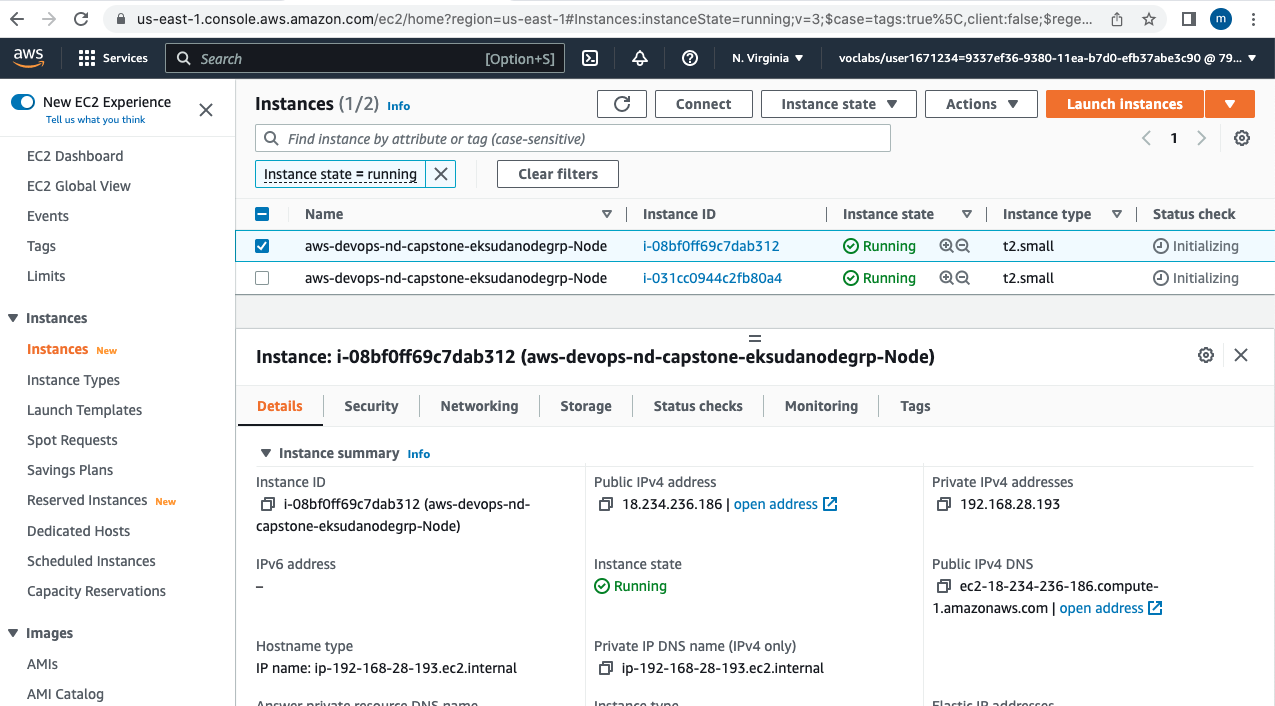 us-east-1.console.aws.amazon.com/ec2/home?region=us-east-1#Instances:instanceState=running;v=3;$case=tags:true%5C,client:false;$rege...
m
aws
Services
Search [Option+S]
N. Virginia
voclabs/user1671234=9337ef36-9380-11ea-b7d0-efb37abe3c90 @ 79...
New EC2 Experience
Tell us what you think
EC2 Dashboard
EC2 Global View
Events
Tags
Limits
Instances
Instances New
Instance Types
Launch Templates
Spot Requests
Savings Plans
Reserved Instances New
Dedicated Hosts
Scheduled Instances
Capacity Reservations
Images
AMIs
AMI Catalog
Instances (1/2) Info
Connect
Instance state
Actions
Launch instances
Find instance by attribute or tag (case-sensitive)
1
Instance state = running
Clear filters
Name Instance ID Instance state Instance type Status check
aws-devops-nd-capstone-eksudanodegrp-Node i-08bf0ff69c7dab312 Running t2.small Initializing
aws-devops-nd-capstone-eksudanodegrp-Node i-031cc0944c2fb80a4 Running t2.small Initializing
Instance: i-08bf0ff69c7dab312 (aws-devops-nd-capstone-eksudanodegrp-Node)
Details Security Networking Storage Status checks Monitoring Tags
Instance summary Info
Instance ID
i-08bf0ff69c7dab312 (aws-devops-nd-
capstone-eksudanodegrp-Node)
Public IPv4 address
18.234.236.186 | open address
Private IPv4 addresses
192.168.28.193
IPv6 address
–
Instance state
Running
Public IPv4 DNS
ec2-18-234-236-186.compute-
1.amazonaws.com | open address
Hostname type
IP name: ip-192-168-28-193.ec2.internal
Private IP DNS name (IPv4 only)
ip-192-168-28-193.ec2.internal
Answer private resource DNS name
Instance type
Elastic IP addresses